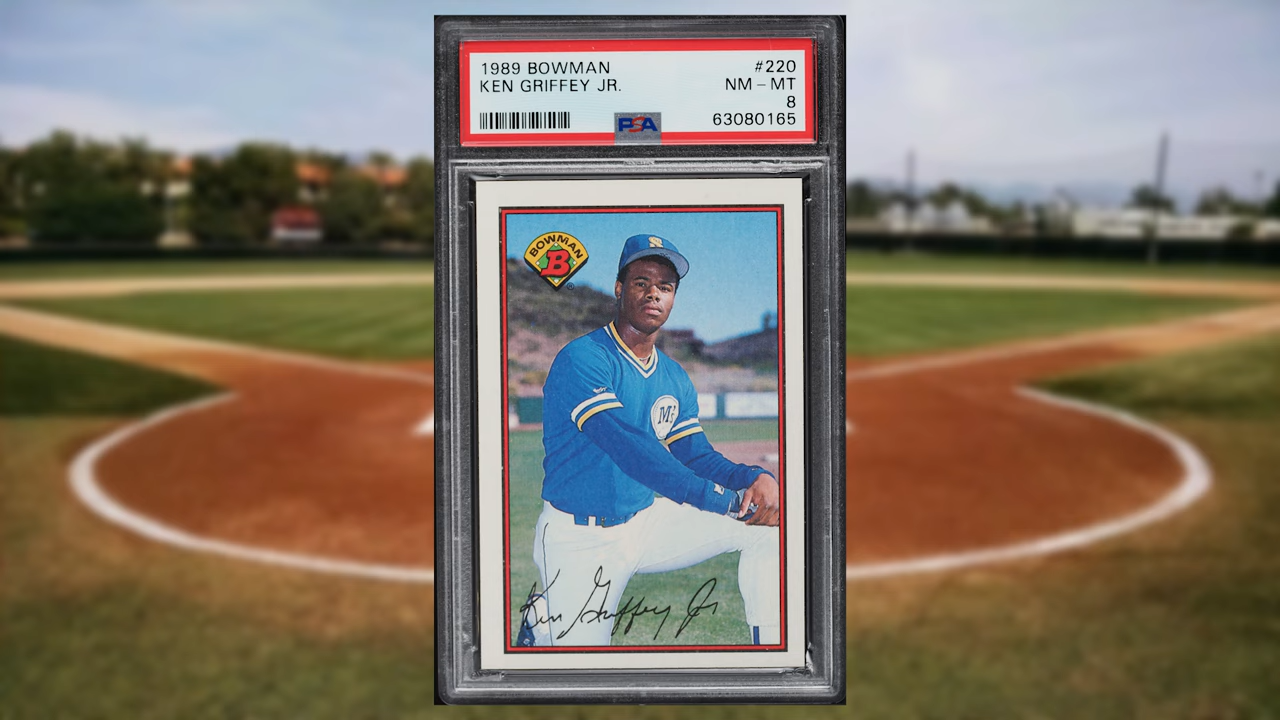 1989 BOWMAN #220
KEN GRIFFEY JR. NM - MT
8
PSA 63080165
BOWMAN
B
S
M
Ken Griffey Jr